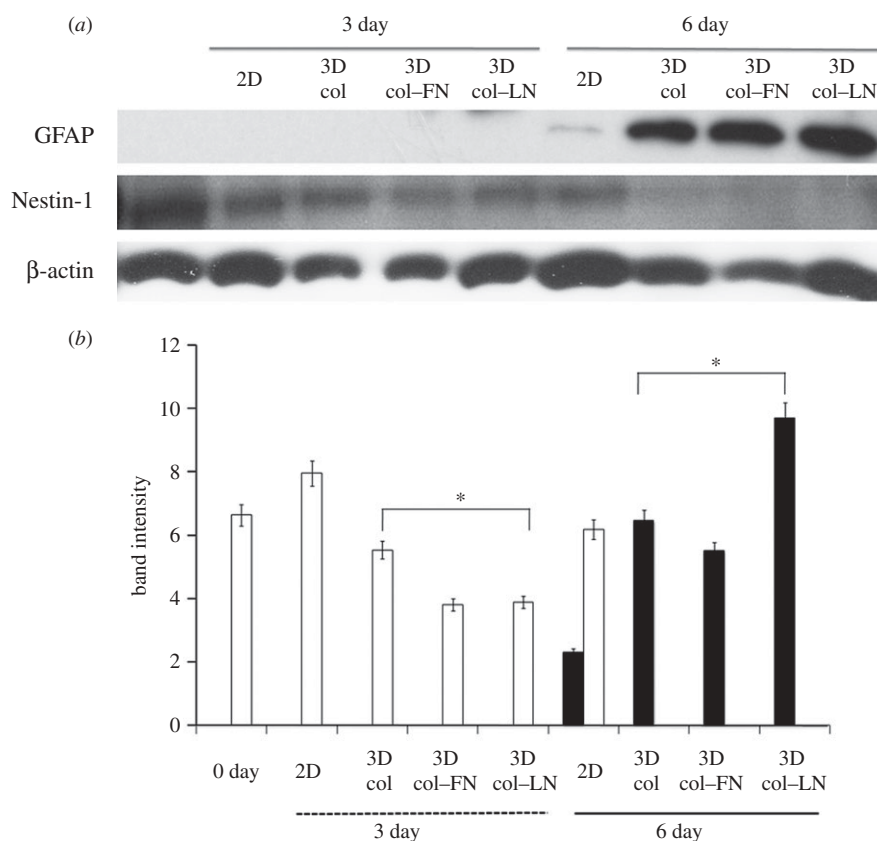 (a)
3 day 6 day
2D 3D col 3D col–FN 3D col–LN 2D 3D col 3D col–FN 3D col–LN
GFAP
Nestin-1
β-actin
(b)
12
10
8
6
4
2
0
band intensity
*
*
0 day 2D 3D col 3D col–FN 3D col–LN 2D 3D col 3D col–FN 3D col–LN
3 day 6 day